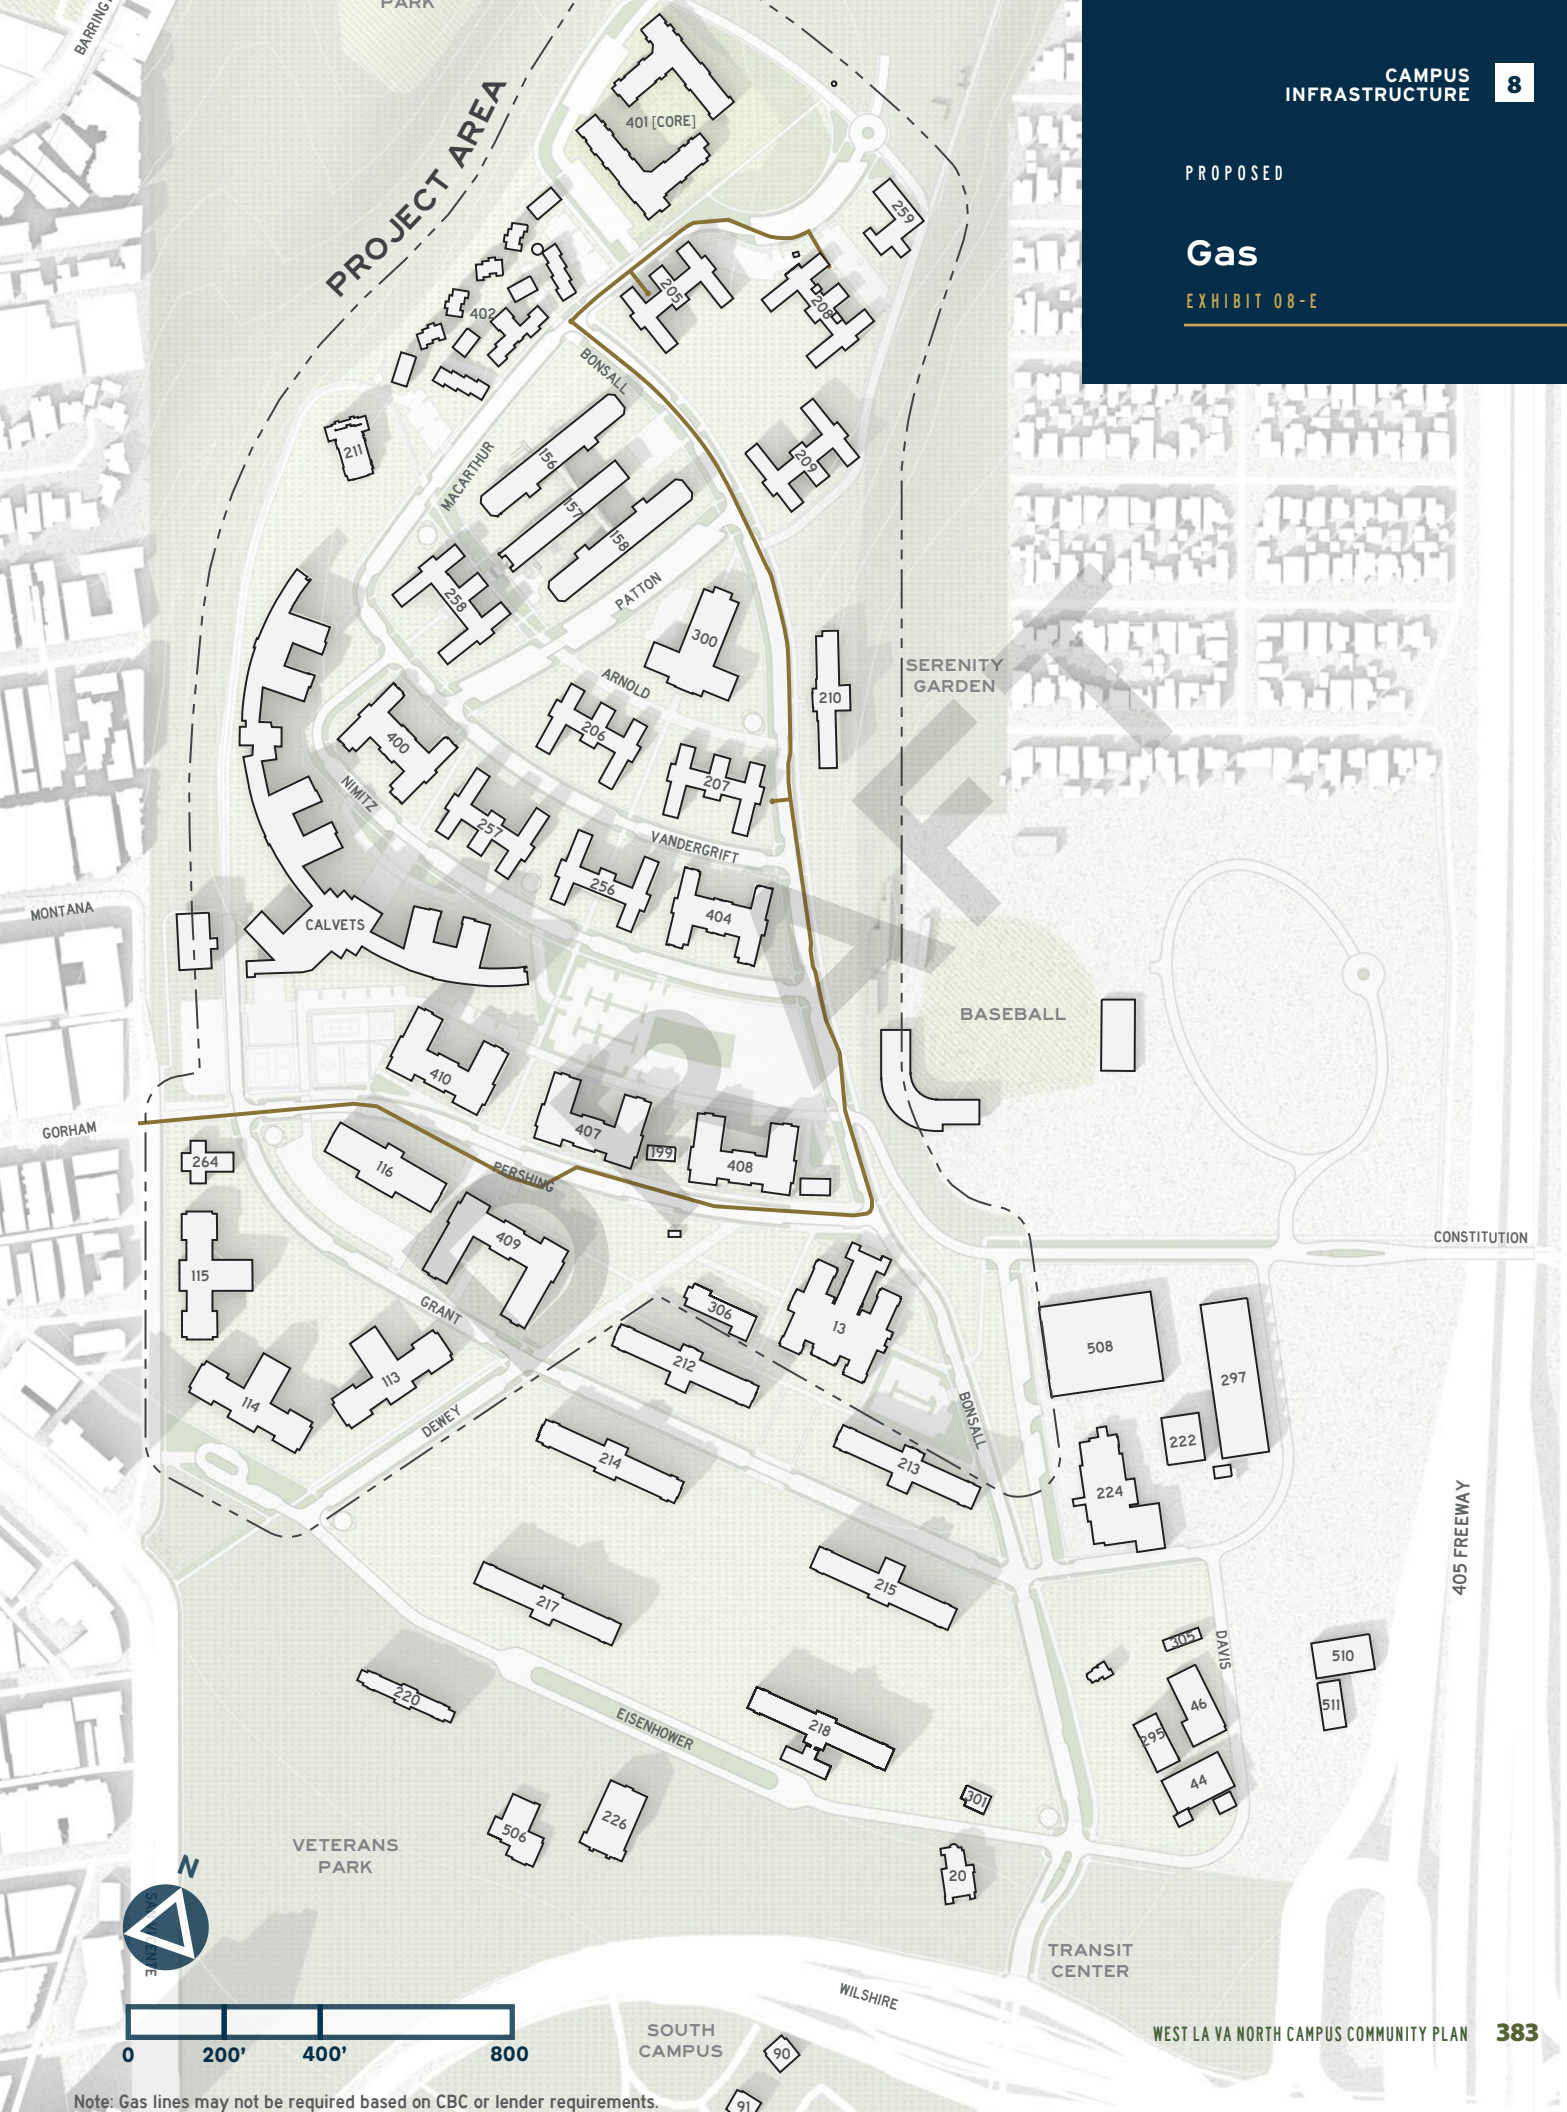 PARK
BARRING
CAMPUS
INFRASTRUCTURE
8
PROPOSED
Gas
EXHIBIT 08-E
PROJECT AREA
401 [CORE]
259
205
208
402
BONSALL
211
MACARTHUR
156
157
158
209
258
PATTON
300
SERENITY
GARDEN
210
ARNOLD
206
400
207
NIMITZ
257
VANDERGRIFT
256
404
MONTANA
CALVETS
BASEBALL
410
GORHAM
407
199
408
264
116
PERSHING
409
CONSTITUTION
115
GRANT
306
13
508
297
212
113
114
DEWEY
BONSALL
222
214
213
224
405 FREEWAY
217
215
305
DAVIS
510
511
46
295
44
220
EISENHOWER
218
301
506
226
20
VETERANS
PARK
N
TRANSIT
CENTER
WILSHIRE
0 200' 400' 800
SOUTH
CAMPUS
90
91
WEST LA VA NORTH CAMPUS COMMUNITY PLAN 383
Note: Gas lines may not be required based on CBC or lender requirements.
DRAFT